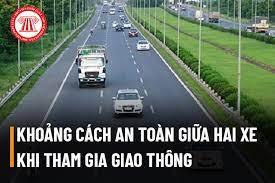 KHOẢNG CÁCH AN TOÀN GIỮA HAI XE
KHI THAM GIA GIAO THÔNG